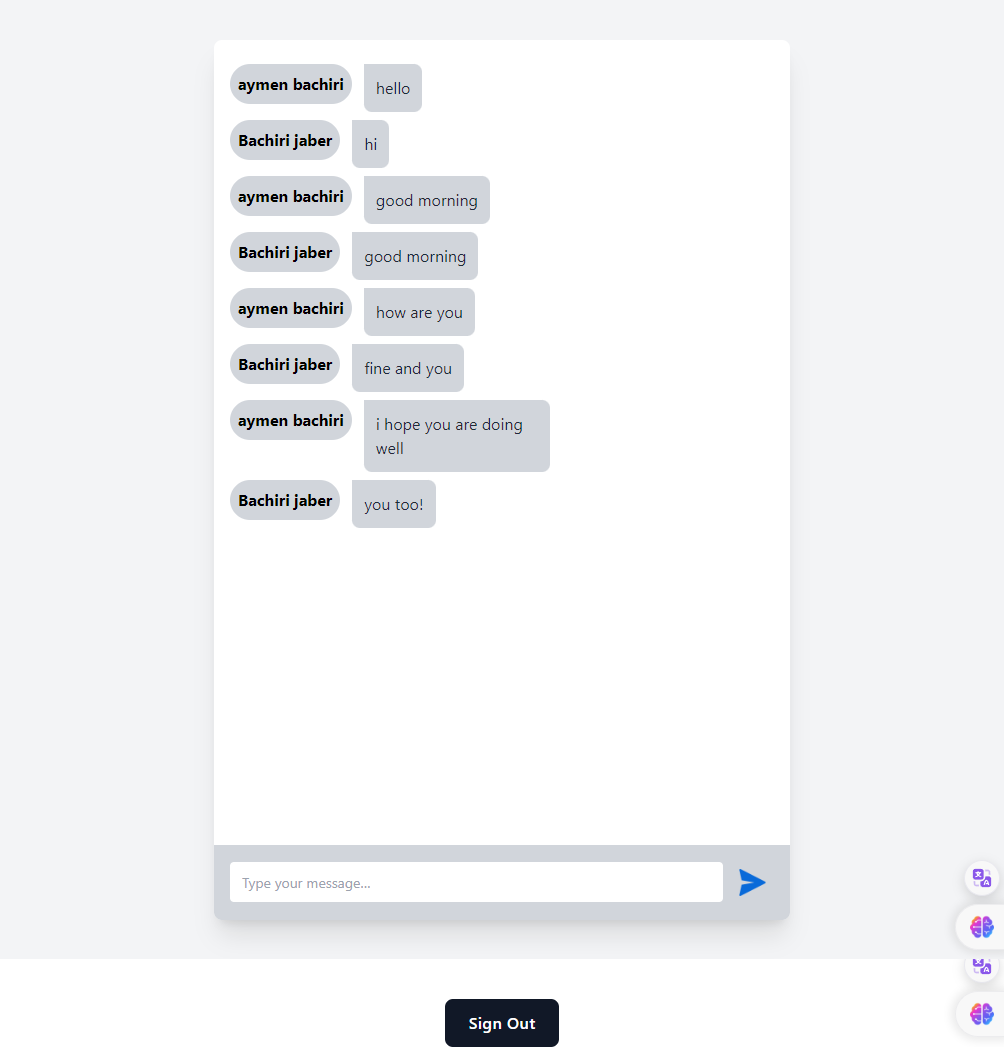 aymen bachiri hello
Bachiri jaber hi
aymen bachiri good morning
Bachiri jaber good morning
aymen bachiri how are you
Bachiri jaber fine and you
aymen bachiri i hope you are doing
well
Bachiri jaber you too!
Type your message...
Sign Out